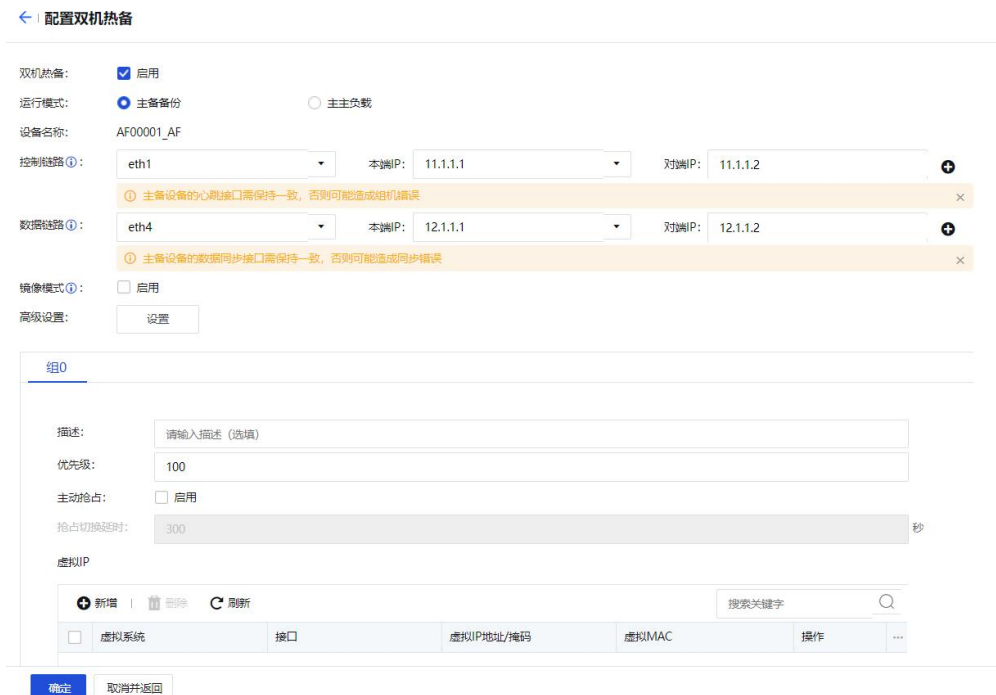 配置双机热备
双机热备： 启用
运行模式： 主备备份 主主负载
设备名称： AF00001_AF
控制链路： eth1 本端IP： 11.1.1.1 对端IP： 11.1.1.2
主备设备的心跳接口需保持一致，否则可能造成组机错误
数据链路： eth4 本端IP： 12.1.1.1 对端IP： 12.1.1.2
主备设备的数据同步接口需保持一致，否则可能造成同步错误
镜像模式： 启用
高级设置： 设置
组0
描述： 请输入描述（选填）
优先级： 100
主动抢占： 启用
抢占切换延时： 300 秒
虚拟IP
新增 删除 刷新 搜索关键字
虚拟系统 接口 虚拟IP地址/掩码 虚拟MAC 操作
确定 取消并返回